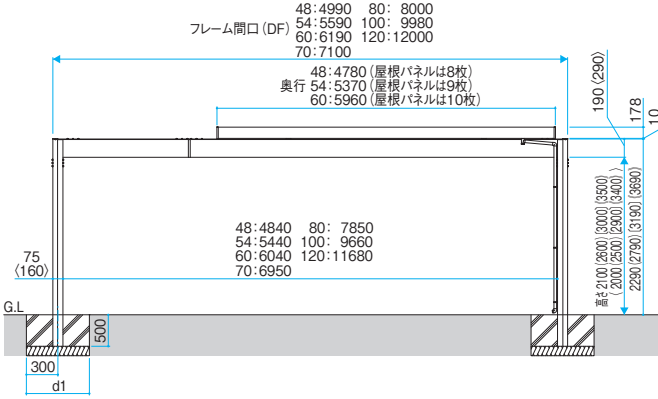 フレーム間口(DF)
48:4990 80: 8000
54:5590 100: 9980
60:6190 120:12000
70:7100
奥行
48:4780(屋根パネルは8枚)
54:5370(屋根パネルは9枚)
60:5960(屋根パネルは10枚)
190〈290〉
178
10
48:4840 80: 7850
54:5440 100: 9660
60:6040 120:11680
70:6950
75
〈160〉
高さ2100(2600)(3000)(3500)
〈2000(2500)(2900)(3400)〉
2290(2790)(3190)(3690)
G.L
500
300
d1